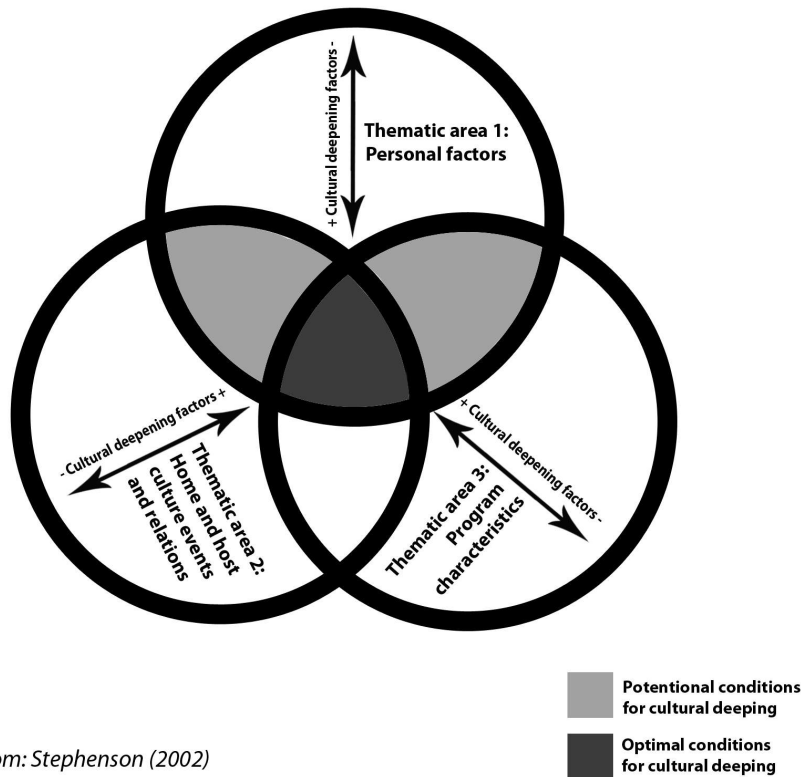 + Cultural deepening factors -
Thematic area 1:
Personal factors
- Cultural deepening factors +
Thematic area 2:
Home and host
culture events
and relations
+ Cultural deepening factors -
Thematic area 3:
Program
characteristics
Potentional conditions
for cultural deeping
Optimal conditions
for cultural deeping
om: Stephenson (2002)